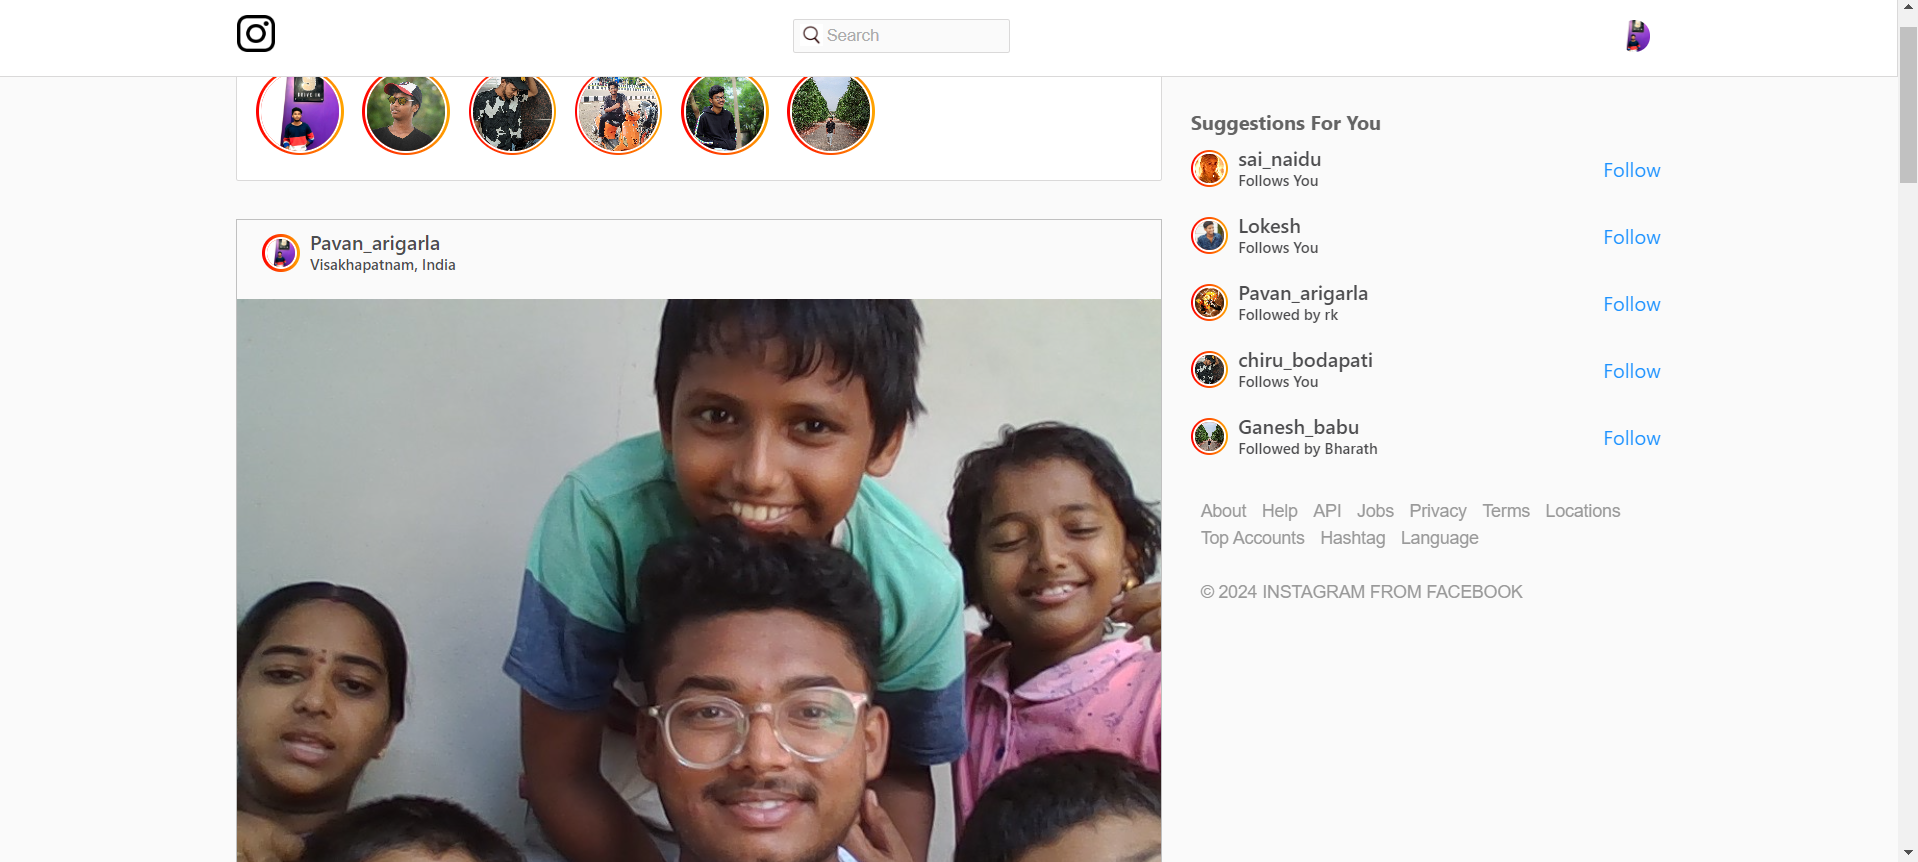 Search
Suggestions For You
sai_naidu
Follows You
Follow
Lokesh
Follows You
Follow
Pavan_arigarla
Followed by rk
Follow
chiru_bodapati
Follows You
Follow
Ganesh_babu
Followed by Bharath
Follow
About Help API Jobs Privacy Terms Locations
Top Accounts Hashtag Language
© 2024 INSTAGRAM FROM FACEBOOK
DRIVE IN
Pavan_arigarla
Visakhapatnam, India